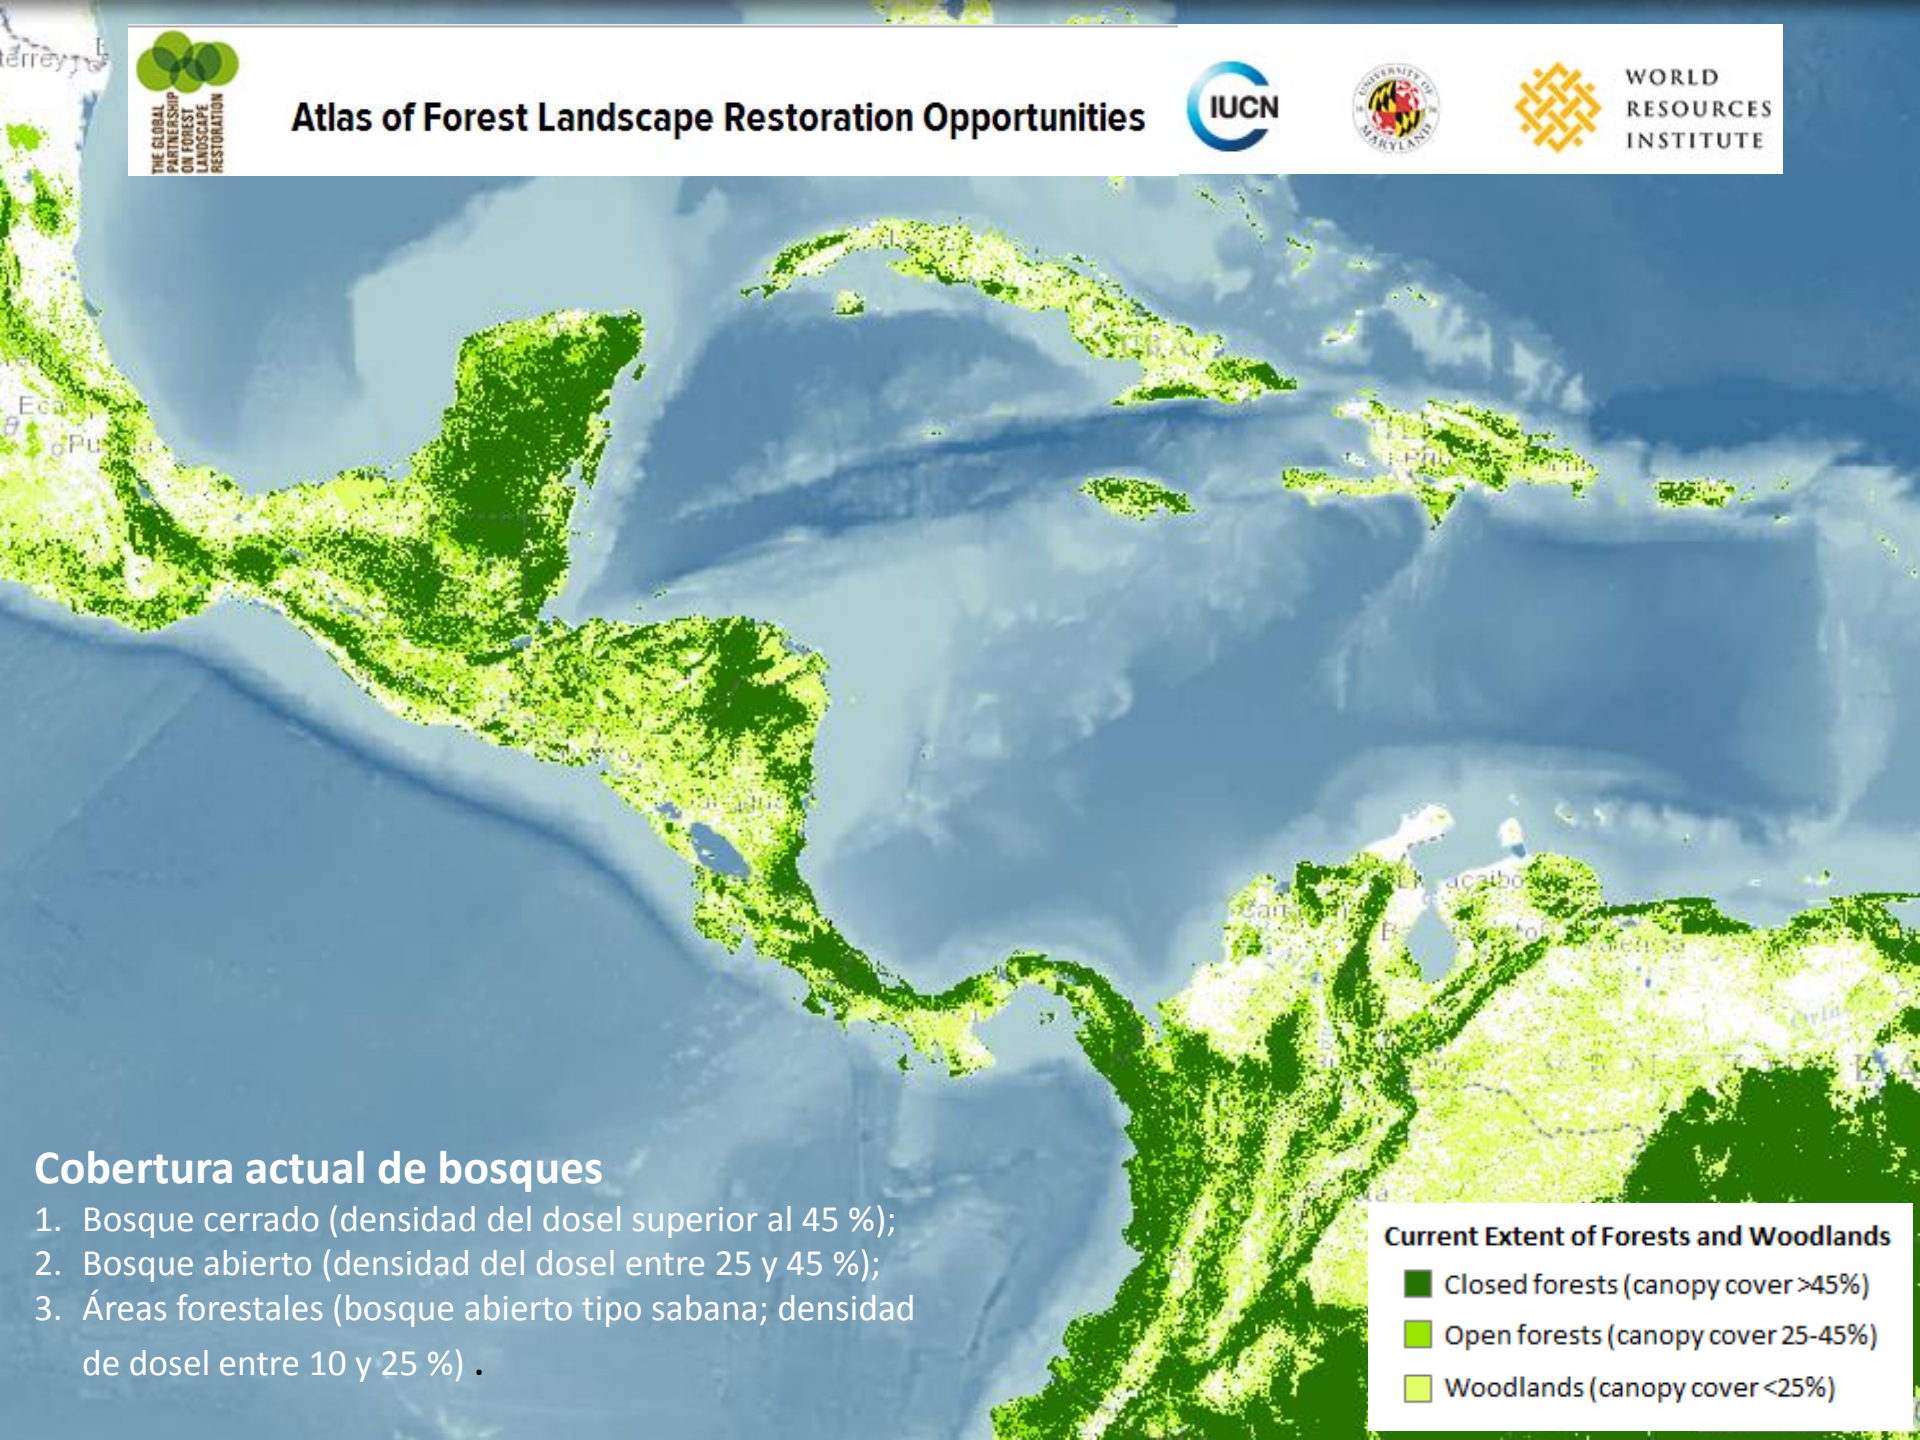 THE GLOBAL
PARTNERSHIP
ON FOREST
LANDSCAPE
RESTORATION
Atlas of Forest Landscape Restoration Opportunities
IUCN
UNIVERSITY OF
MARYLAND
WORLD
RESOURCES
INSTITUTE
Cobertura actual de bosques
1. Bosque cerrado (densidad del dosel superior al 45 %);
2. Bosque abierto (densidad del dosel entre 25 y 45 %);
3. Áreas forestales (bosque abierto tipo sabana; densidad
de dosel entre 10 y 25 %) .
Current Extent of Forests and Woodlands
Closed forests (canopy cover >45%)
Open forests (canopy cover 25-45%)
Woodlands (canopy cover <25%)